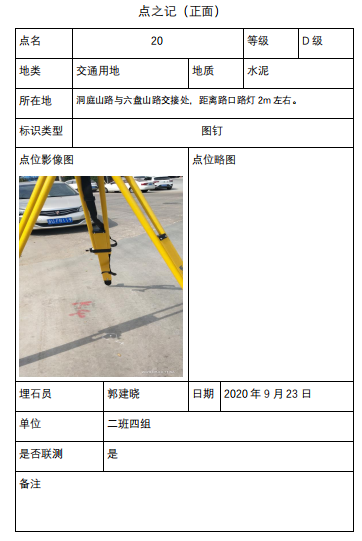 点之记（正面）
点名 20 等级 D 级
地类 交通用地 地质 水泥
所在地 洞庭山路与六盘山路交接处，距离路口路灯 2m 左右。
标识类型 图钉
点位影像图 点位略图
埋石员 郭建晓 日期 2020 年 9 月 23 日
单位 二班四组
是否联测 是
备注